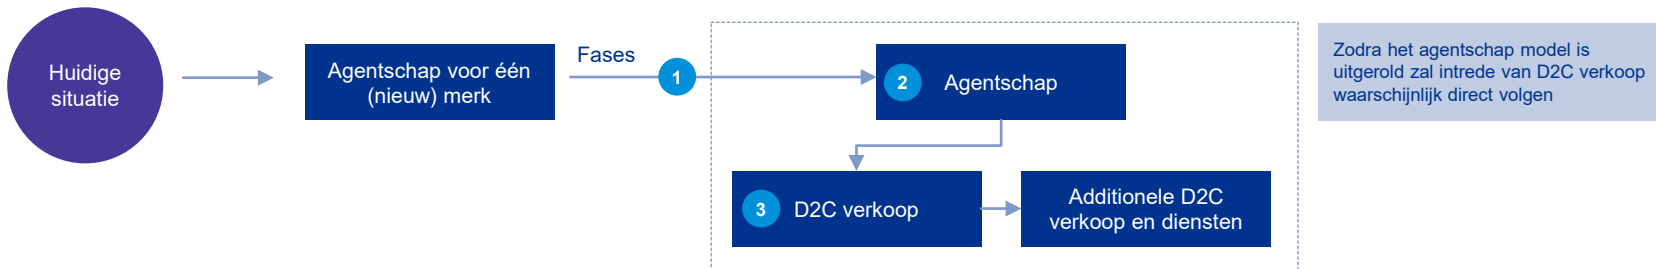 Huidige
situatie
Agentschap voor één
(nieuw) merk
Fases
1
2
Agentschap
3
D2C verkoop
Additionele D2C
verkoop en diensten
Zodra het agentschap model is
uitgerold zal intrede van D2C verkoop
waarschijnlijk direct volgen